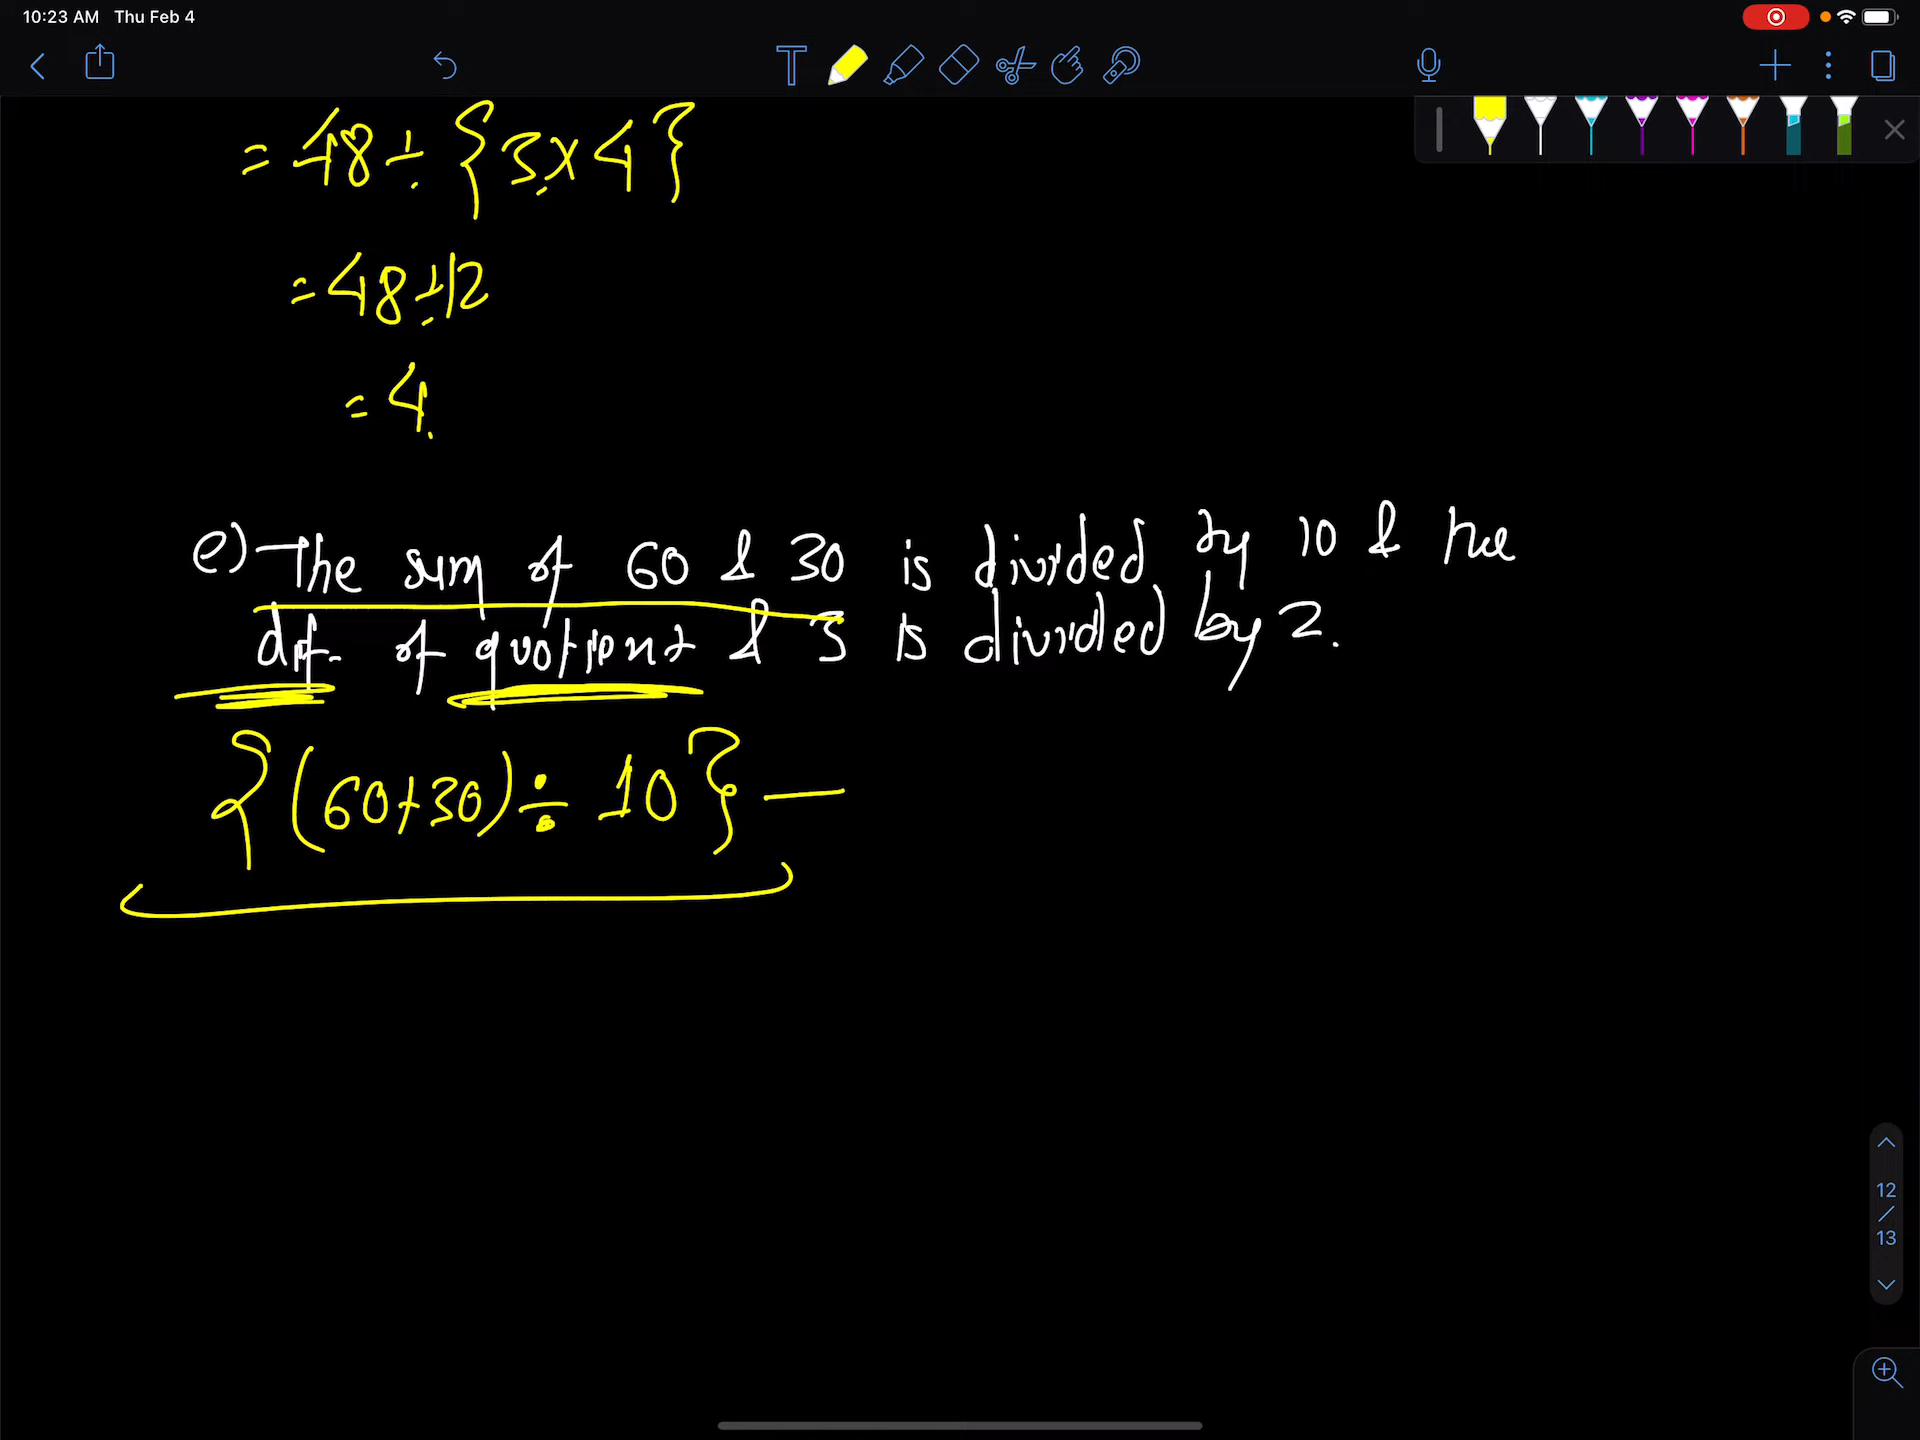 10:23 AM Thu Feb 4
= 48 ÷ {3 × 4}
= 48 ÷ 12
= 4.
e) The sum of 60 & 30 is divided by 10 & the
dif. of quotient & 3 is divided by 2.
{(60+30) ÷ 10} —
12
/
13